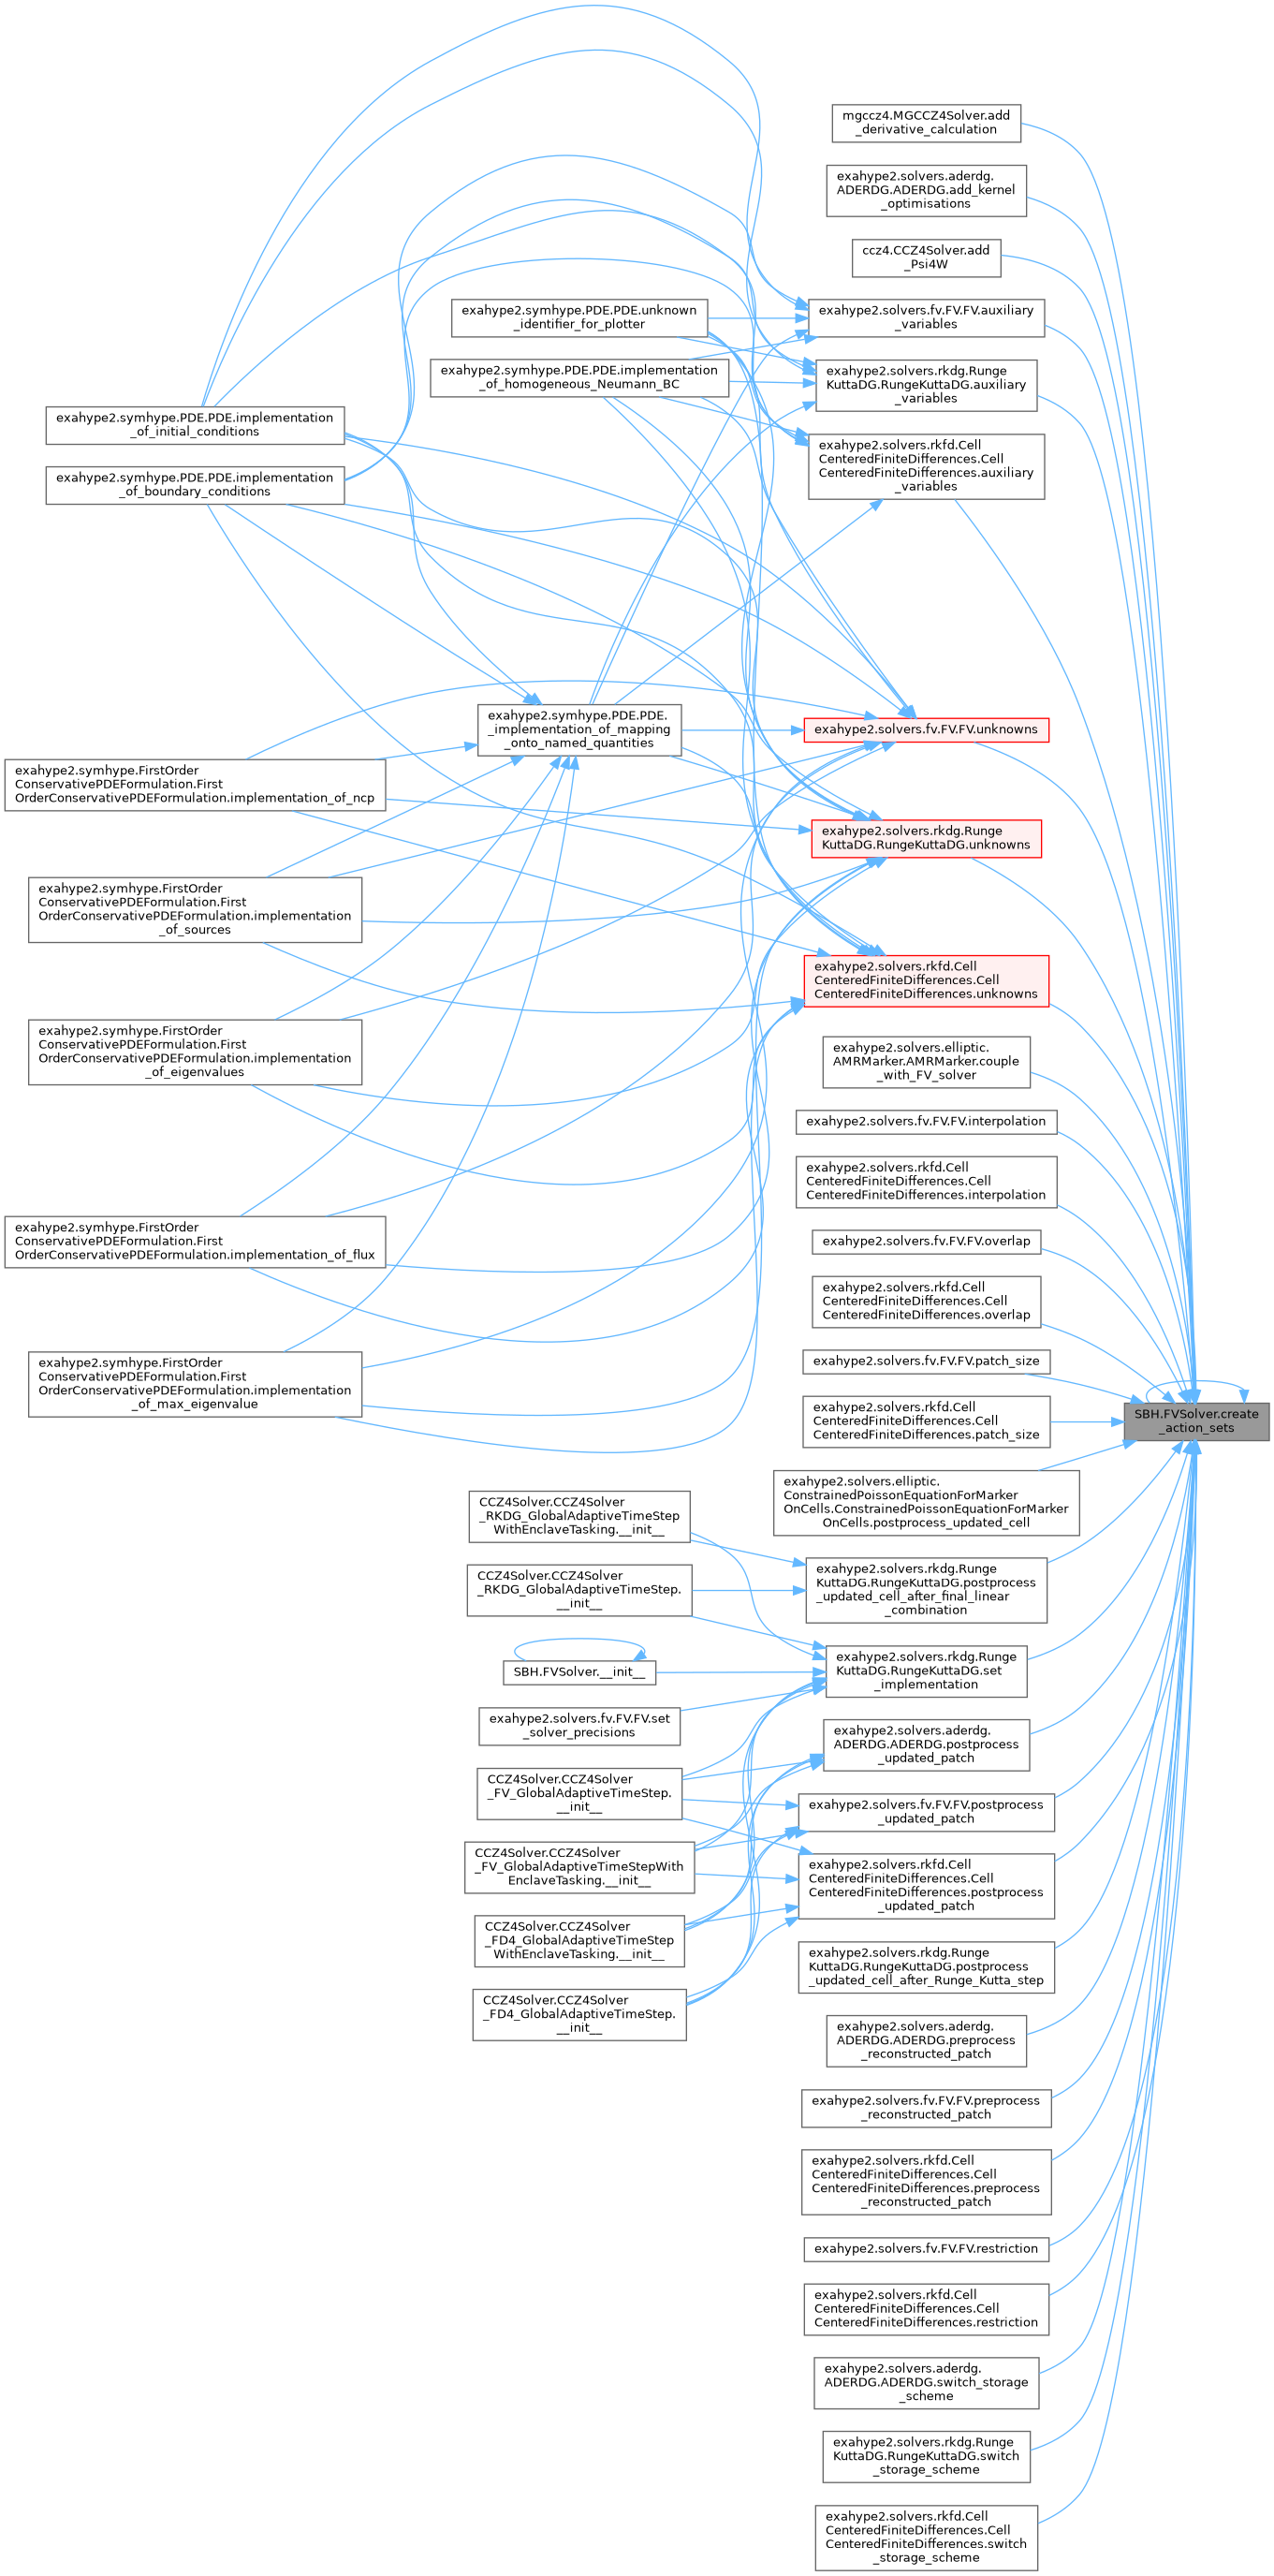 mgccz4.MGCCZ4Solver.add
_derivative_calculation
exahype2.solvers.aderdg.
ADERDG.ADERDG.add_kernel
_optimisations
ccz4.CCZ4Solver.add
_Psi4W
exahype2.symhype.PDE.PDE.unknown
_identifier_for_plotter
exahype2.solvers.fv.FV.FV.auxiliary
_variables
exahype2.symhype.PDE.PDE.implementation
_of_homogeneous_Neumann_BC
exahype2.solvers.rkdg.Runge
KuttaDG.RungeKuttaDG.auxiliary
_variables
exahype2.symhype.PDE.PDE.implementation
_of_initial_conditions
exahype2.solvers.rkfd.Cell
CenteredFiniteDifferences.Cell
CenteredFiniteDifferences.auxiliary
_variables
exahype2.symhype.PDE.PDE.implementation
_of_boundary_conditions
exahype2.symhype.PDE.PDE.
_implementation_of_mapping
_onto_named_quantities
exahype2.solvers.fv.FV.FV.unknowns
exahype2.symhype.FirstOrder
ConservativePDEFormulation.First
OrderConservativePDEFormulation.implementation_of_ncp
exahype2.solvers.rkdg.Runge
KuttaDG.RungeKuttaDG.unknowns
exahype2.symhype.FirstOrder
ConservativePDEFormulation.First
OrderConservativePDEFormulation.implementation
_of_sources
exahype2.solvers.rkfd.Cell
CenteredFiniteDifferences.Cell
CenteredFiniteDifferences.unknowns
exahype2.symhype.FirstOrder
ConservativePDEFormulation.First
OrderConservativePDEFormulation.implementation
_of_eigenvalues
exahype2.solvers.elliptic.
AMRMarker.AMRMarker.couple
_with_FV_solver
exahype2.solvers.fv.FV.FV.interpolation
exahype2.solvers.rkfd.Cell
CenteredFiniteDifferences.Cell
CenteredFiniteDifferences.interpolation
exahype2.symhype.FirstOrder
ConservativePDEFormulation.First
OrderConservativePDEFormulation.implementation_of_flux
exahype2.solvers.fv.FV.FV.overlap
exahype2.solvers.rkfd.Cell
CenteredFiniteDifferences.Cell
CenteredFiniteDifferences.overlap
exahype2.symhype.FirstOrder
ConservativePDEFormulation.First
OrderConservativePDEFormulation.implementation
_of_max_eigenvalue
exahype2.solvers.fv.FV.FV.patch_size
exahype2.solvers.rkfd.Cell
CenteredFiniteDifferences.Cell
CenteredFiniteDifferences.patch_size
SBH.FVSolver.create
_action_sets
exahype2.solvers.elliptic.
ConstrainedPoissonEquationForMarker
OnCells.ConstrainedPoissonEquationForMarker
OnCells.postprocess_updated_cell
CCZ4Solver.CCZ4Solver
_RKDG_GlobalAdaptiveTimeStep
WithEnclaveTasking.__init__
exahype2.solvers.rkdg.Runge
KuttaDG.RungeKuttaDG.postprocess
_updated_cell_after_final_linear
_combination
CCZ4Solver.CCZ4Solver
_RKDG_GlobalAdaptiveTimeStep.
__init__
exahype2.solvers.rkdg.Runge
KuttaDG.RungeKuttaDG.set
_implementation
SBH.FVSolver.__init__
exahype2.solvers.fv.FV.FV.set
_solver_precisions
exahype2.solvers.aderdg.
ADERDG.ADERDG.postprocess
_updated_patch
CCZ4Solver.CCZ4Solver
_FV_GlobalAdaptiveTimeStep.
__init__
exahype2.solvers.fv.FV.FV.postprocess
_updated_patch
CCZ4Solver.CCZ4Solver
_FV_GlobalAdaptiveTimeStepWith
EnclaveTasking.__init__
exahype2.solvers.rkfd.Cell
CenteredFiniteDifferences.Cell
CenteredFiniteDifferences.postprocess
_updated_patch
CCZ4Solver.CCZ4Solver
_FD4_GlobalAdaptiveTimeStep
WithEnclaveTasking.__init__
exahype2.solvers.rkdg.Runge
KuttaDG.RungeKuttaDG.postprocess
_updated_cell_after_Runge_Kutta_step
CCZ4Solver.CCZ4Solver
_FD4_GlobalAdaptiveTimeStep.
__init__
exahype2.solvers.aderdg.
ADERDG.ADERDG.preprocess
_reconstructed_patch
exahype2.solvers.fv.FV.FV.preprocess
_reconstructed_patch
exahype2.solvers.rkfd.Cell
CenteredFiniteDifferences.Cell
CenteredFiniteDifferences.preprocess
_reconstructed_patch
exahype2.solvers.fv.FV.FV.restriction
exahype2.solvers.rkfd.Cell
CenteredFiniteDifferences.Cell
CenteredFiniteDifferences.restriction
exahype2.solvers.aderdg.
ADERDG.ADERDG.switch_storage
_scheme
exahype2.solvers.rkdg.Runge
KuttaDG.RungeKuttaDG.switch
_storage_scheme
exahype2.solvers.rkfd.Cell
CenteredFiniteDifferences.Cell
CenteredFiniteDifferences.switch
_storage_scheme